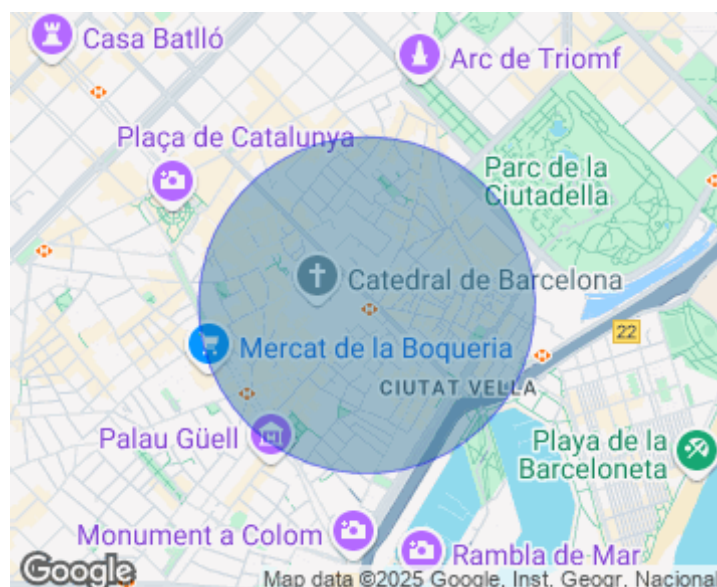 Casa Batlló
Arc de Triomf
Plaça de Catalunya
Parc de la
Ciutadella
Catedral de Barcelona
22
Mercat de la Boqueria
CIUTAT VELLA
Palau Güell
Playa de la
Barceloneta
Monument a Colom
Rambla de Mar
Google
Map data ©2025 Google, Inst. Geogr. Nacional